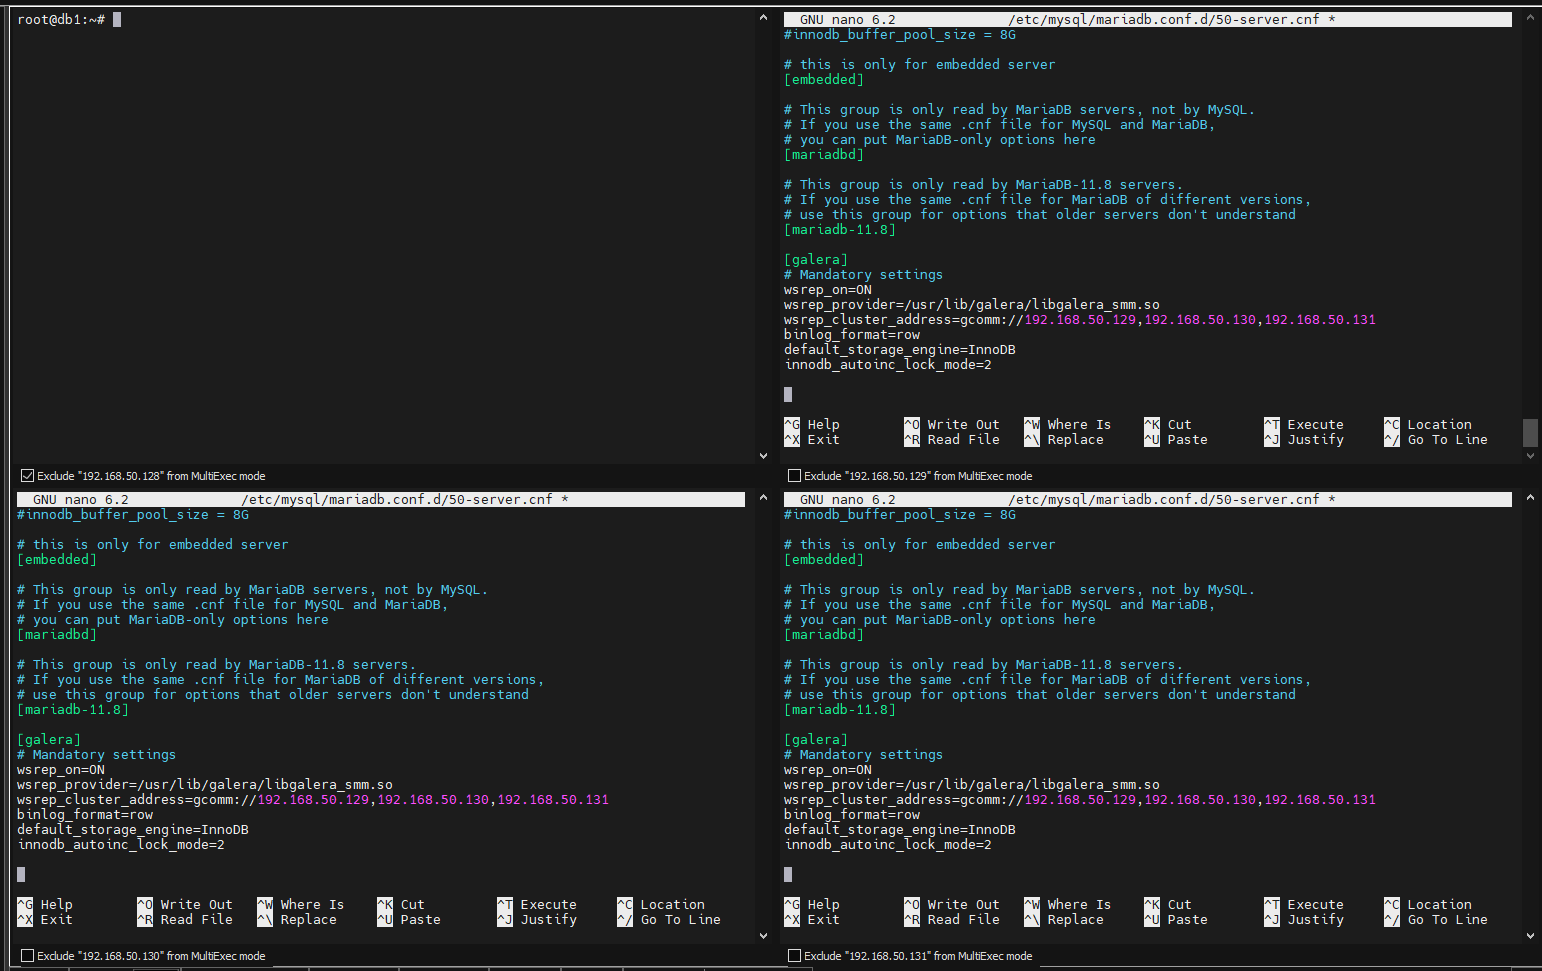 root@db1:~#
Exclude "192.168.50.128" from MultiExec mode
GNU nano 6.2 /etc/mysql/mariadb.conf.d/50-server.cnf *
#innodb_buffer_pool_size = 8G
# this is only for embedded server
[embedded]
# This group is only read by MariaDB servers, not by MySQL.
# If you use the same .cnf file for MySQL and MariaDB,
# you can put MariaDB-only options here
[mariadbd]
# This group is only read by MariaDB-11.8 servers.
# If you use the same .cnf file for MariaDB of different versions,
# use this group for options that older servers don't understand
[mariadb-11.8]
[galera]
# Mandatory settings
wsrep_on=ON
wsrep_provider=/usr/lib/galera/libgalera_smm.so
wsrep_cluster_address=gcomm://192.168.50.129,192.168.50.130,192.168.50.131
binlog_format=row
default_storage_engine=InnoDB
innodb_autoinc_lock_mode=2
^G Help ^O Write Out ^W Where Is ^K Cut ^T Execute ^C Location
^X Exit ^R Read File ^\ Replace ^U Paste ^J Justify ^/ Go To Line
Exclude "192.168.50.129" from MultiExec mode
GNU nano 6.2 /etc/mysql/mariadb.conf.d/50-server.cnf *
#innodb_buffer_pool_size = 8G
# this is only for embedded server
[embedded]
# This group is only read by MariaDB servers, not by MySQL.
# If you use the same .cnf file for MySQL and MariaDB,
# you can put MariaDB-only options here
[mariadbd]
# This group is only read by MariaDB-11.8 servers.
# If you use the same .cnf file for MariaDB of different versions,
# use this group for options that older servers don't understand
[mariadb-11.8]
[galera]
# Mandatory settings
wsrep_on=ON
wsrep_provider=/usr/lib/galera/libgalera_smm.so
wsrep_cluster_address=gcomm://192.168.50.129,192.168.50.130,192.168.50.131
binlog_format=row
default_storage_engine=InnoDB
innodb_autoinc_lock_mode=2
^G Help ^O Write Out ^W Where Is ^K Cut ^T Execute ^C Location
^X Exit ^R Read File ^\ Replace ^U Paste ^J Justify ^/ Go To Line
Exclude "192.168.50.130" from MultiExec mode
GNU nano 6.2 /etc/mysql/mariadb.conf.d/50-server.cnf *
#innodb_buffer_pool_size = 8G
# this is only for embedded server
[embedded]
# This group is only read by MariaDB servers, not by MySQL.
# If you use the same .cnf file for MySQL and MariaDB,
# you can put MariaDB-only options here
[mariadbd]
# This group is only read by MariaDB-11.8 servers.
# If you use the same .cnf file for MariaDB of different versions,
# use this group for options that older servers don't understand
[mariadb-11.8]
[galera]
# Mandatory settings
wsrep_on=ON
wsrep_provider=/usr/lib/galera/libgalera_smm.so
wsrep_cluster_address=gcomm://192.168.50.129,192.168.50.130,192.168.50.131
binlog_format=row
default_storage_engine=InnoDB
innodb_autoinc_lock_mode=2
^G Help ^O Write Out ^W Where Is ^K Cut ^T Execute ^C Location
^X Exit ^R Read File ^\ Replace ^U Paste ^J Justify ^/ Go To Line
Exclude "192.168.50.131" from MultiExec mode